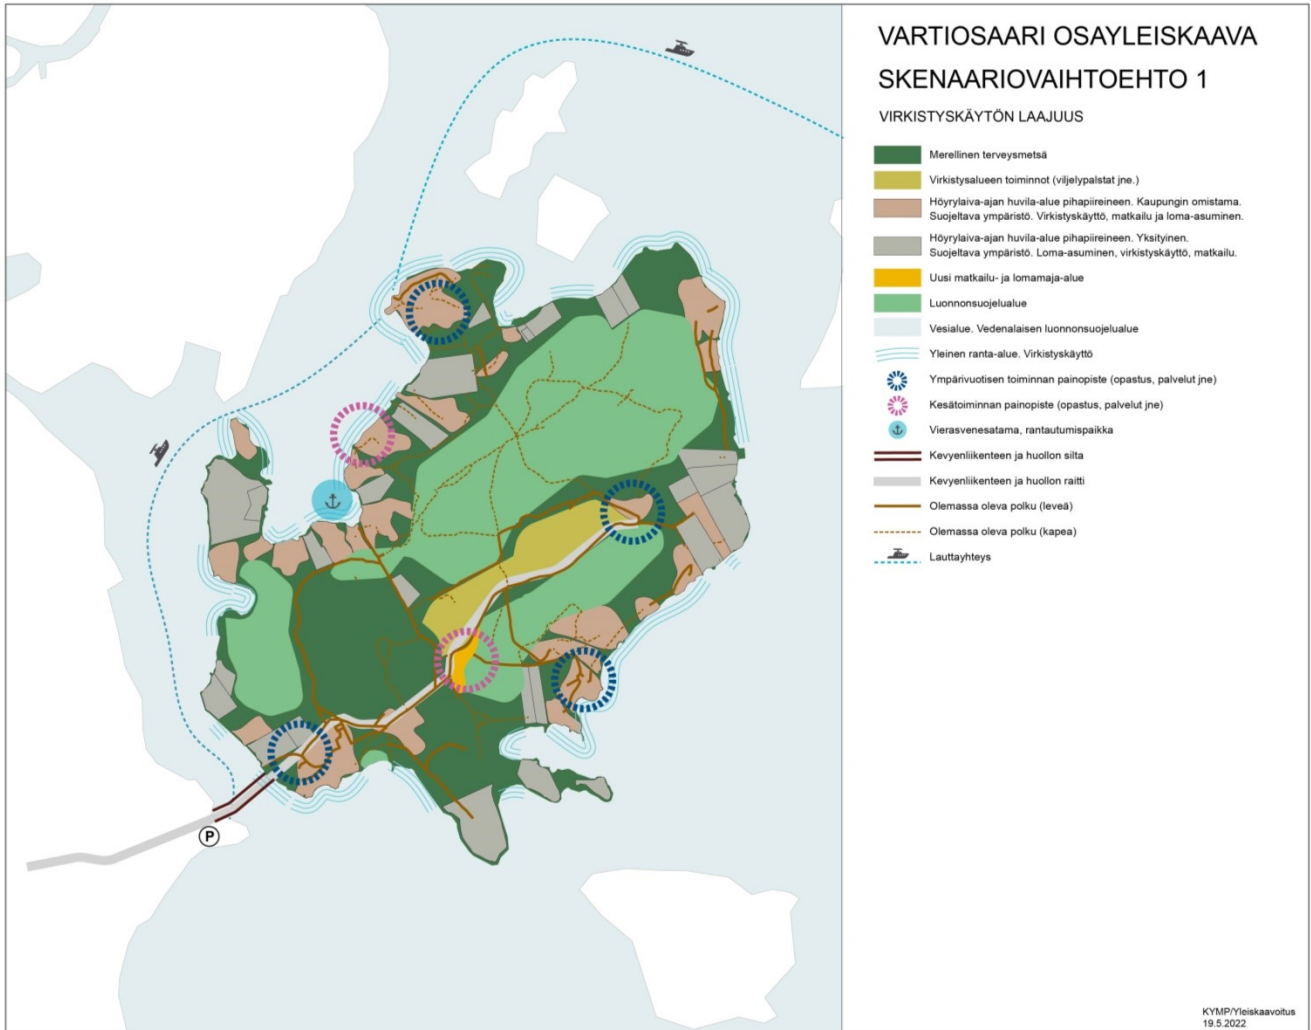 VARTIOSAARI OSAYLEISKAAVA
SKENAARIOVAIHTOEHTO 1
VIRKISTYSKÄYTÖN LAAJUUS
Merellinen terveysmetsä
Virkistysalueen toiminnot (viljelypalstat jne.)
Höyrylaiva-ajan huvila-alue pihapiireineen. Kaupungin omistama.
Suojeltava ympäristö. Virkistyskäyttö, matkailu ja loma-asuminen.
Höyrylaiva-ajan huvila-alue pihapiireineen. Yksityinen.
Suojeltava ympäristö. Loma-asuminen, virkistyskäyttö, matkailu.
Uusi matkailu- ja lomamaja-alue
Luonnonsuojelualue
Vesialue. Vedenalaisen luonnonsuojelualue
Yleinen ranta-alue. Virkistyskäyttö
Ympärivuotisen toiminnan painopiste (opastus, palvelut jne)
Kesätoiminnan painopiste (opastus, palvelut jne)
Vierasvenesatama, rantautumispaikka
Kevyenliikenteen ja huollon silta
Kevyenliikenteen ja huollon raitti
Olemassa oleva polku (leveä)
Olemassa oleva polku (kapea)
Lauttayhteys
P
KYMP/Yleiskaavoitus
19.5.2022